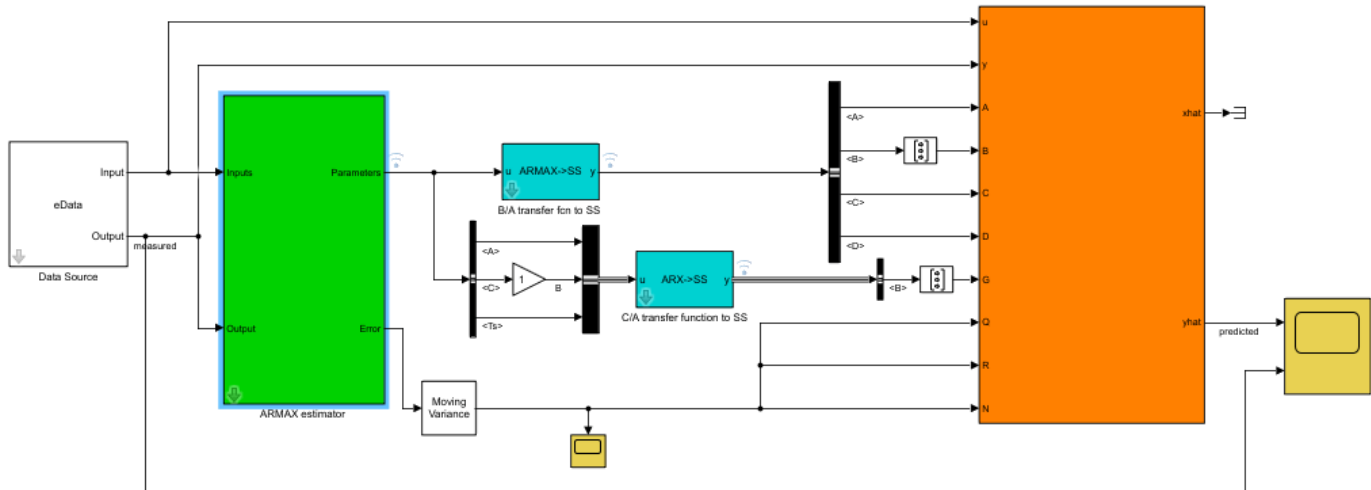 eData
Input
Output
Data Source
measured
Inputs
Parameters
Output
Error
ARMAX estimator
u ARMAX->SS y
B/A transfer fcn to SS
<A>
<C>
1
B
<Ts>
u ARX->SS y
C/A transfer function to SS
Moving
Variance
<A>
<B>
<C>
<D>
<B>
u
y
A
B
C
D
G
Q
R
N
xhat
yhat
predicted